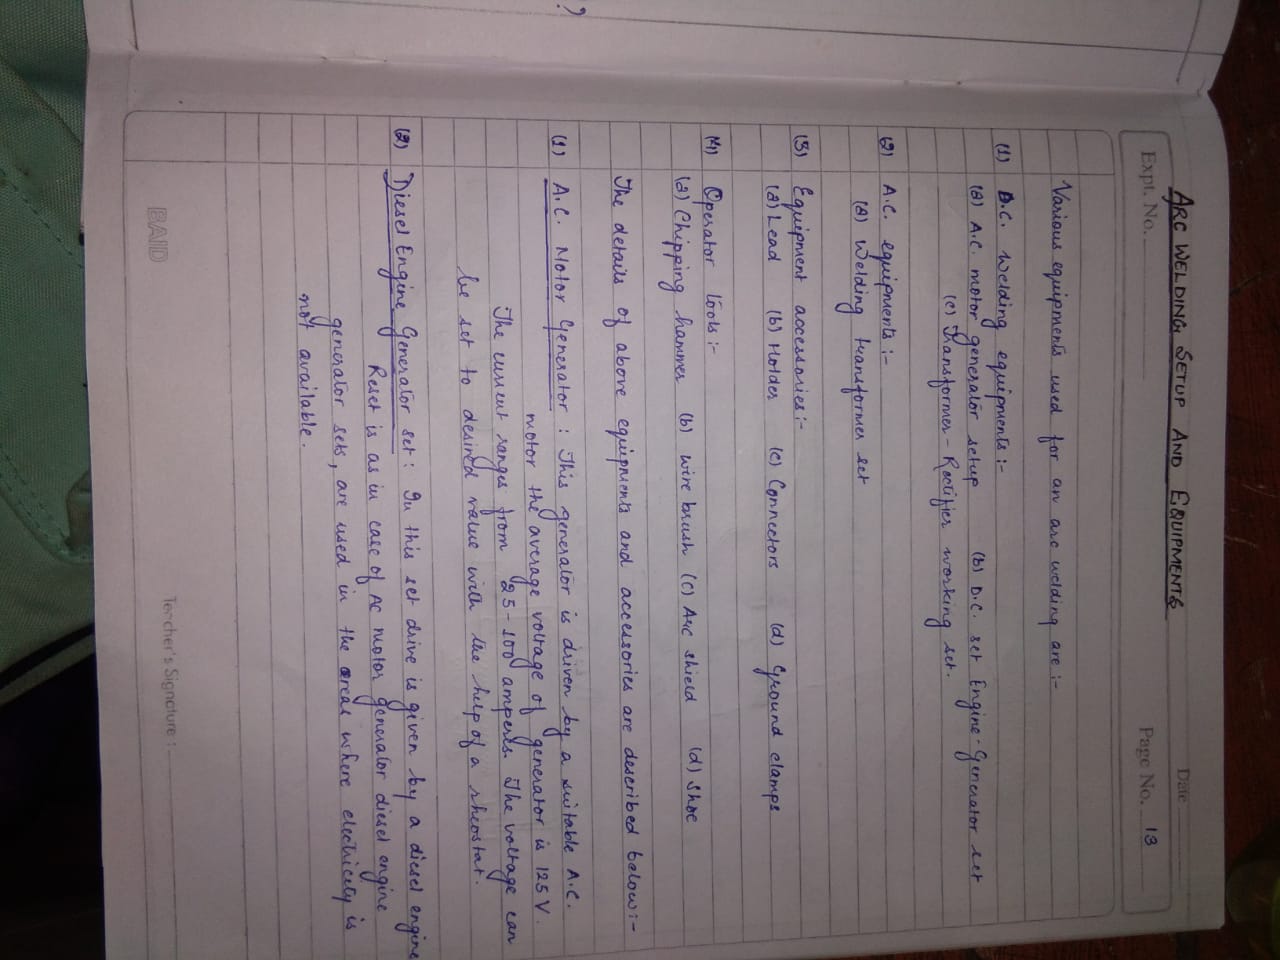 ?)
Date
Expt. No.
Page No. 13
ARC WELDING, SETUP AND EQUIPMENTS
Various equipments used for an arc welding are :-
(1) D.C. welding equipments :-
(a) A.C. motor generator setup (b) D.C. set Engine-Generator set
(c) Transformer-Rectifier working set.
(2) A.C. equipments :-
(a) Welding transformer set
(3) Equipment accessories :-
(a) Lead (b) Holder (c) Connectors (d) Ground clamps
(4) Operator tools :-
(a) Chipping hammer (b) wire brush (c) Arc shield (d) Shoe
The details of above equipments and accessories are described below :-
(1) A.C. Motor Generator : This generator is driven by a suitable A.C.
motor the average voltage of generator is 125 V.
The current ranges from 25-100 amperes. The voltage can
be set to desired value with the help of a rheostat.
(2) Diesel Engine Generator set : In this set drive is given by a diesel engine
Reset is as in case of AC motor generator diesel engine
generator sets, are used in the areas where electricity is
not available.
BAID
Teacher's Signature :